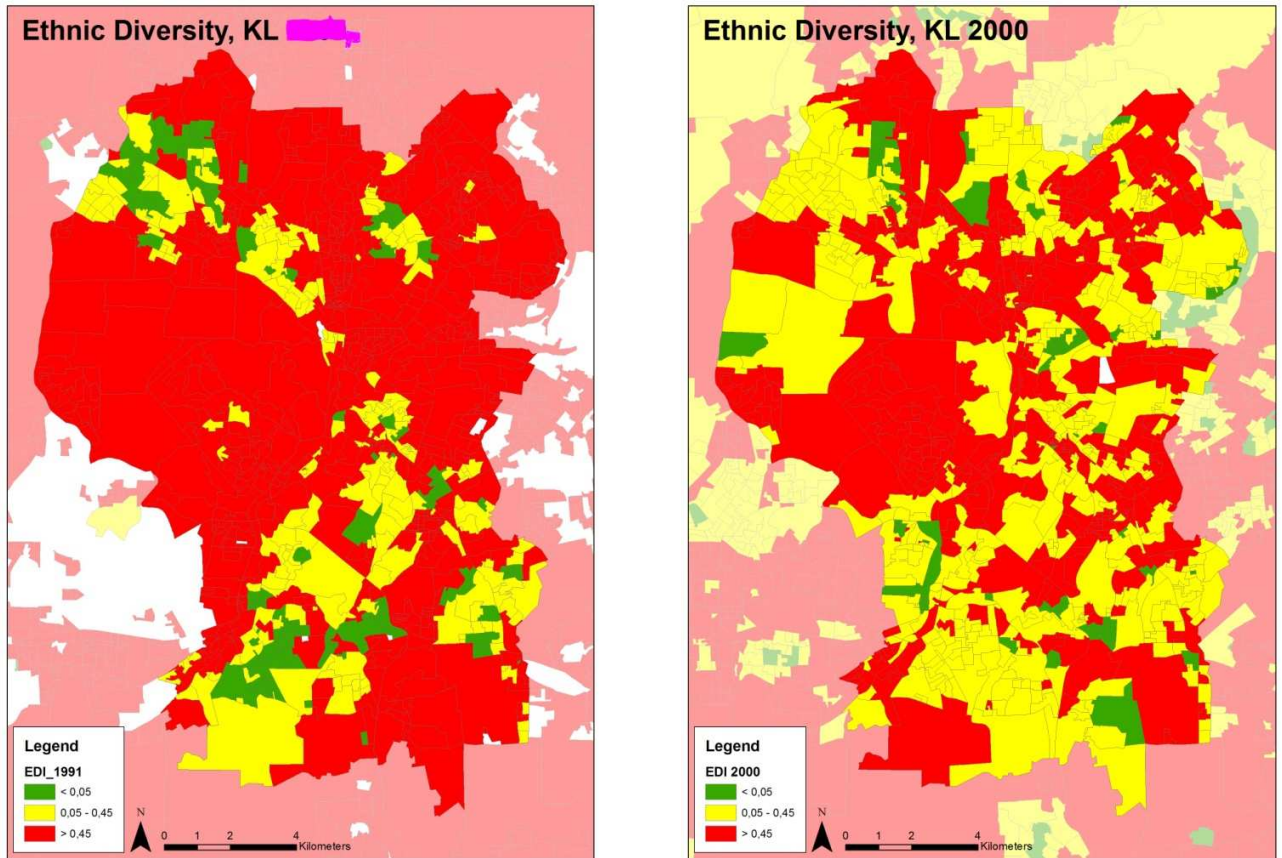 Ethnic Diversity, KL
Legend
EDI_1991
< 0,05
0,05 - 0,45
> 0,45
N
0 1 2 4
Kilometers
Ethnic Diversity, KL 2000
Legend
EDI 2000
< 0,05
0,05 - 0,45
> 0,45
N
0 1 2 4
Kilometers